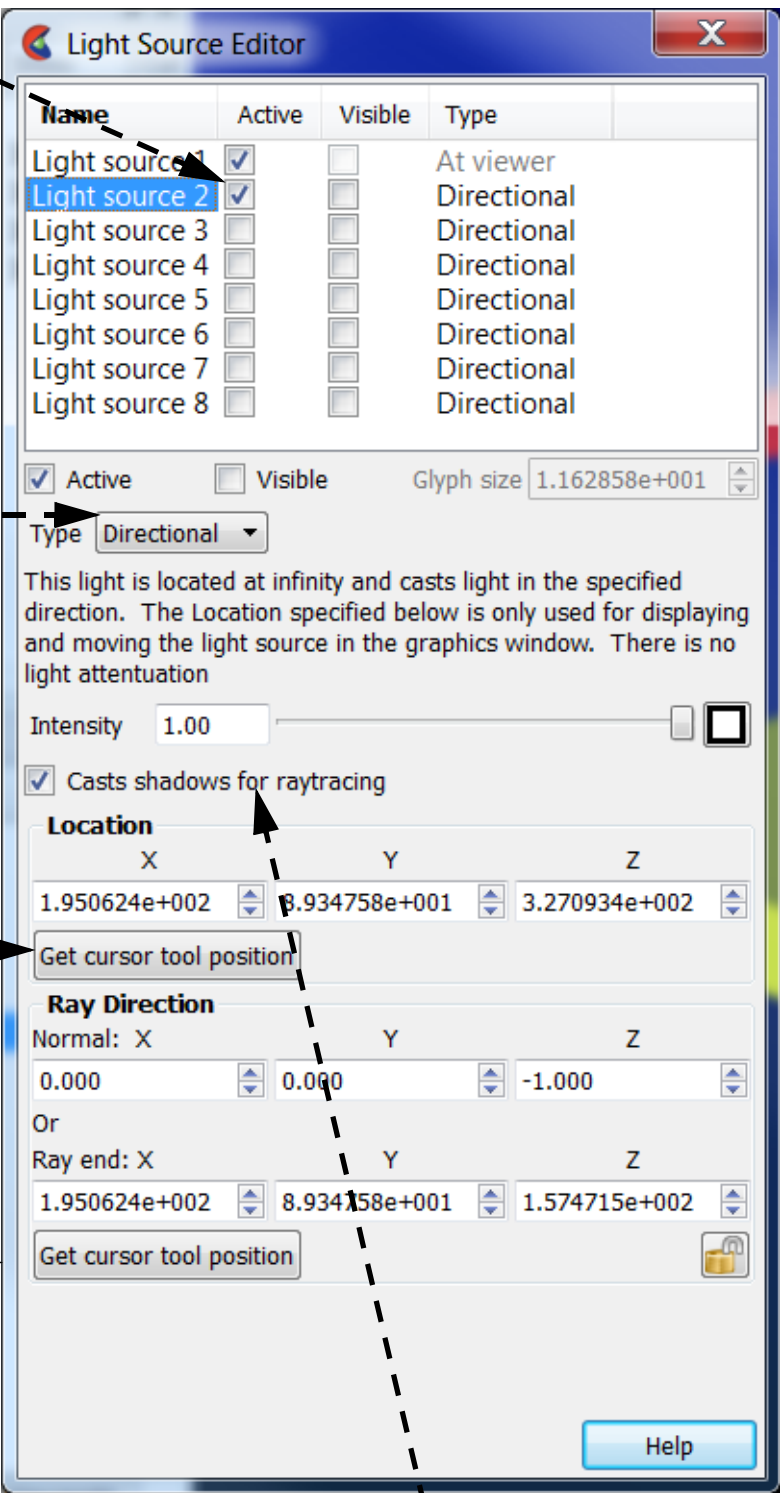 Light Source Editor
Name Active Visible Type
Light source 1 At viewer
Light source 2 Directional
Light source 3 Directional
Light source 4 Directional
Light source 5 Directional
Light source 6 Directional
Light source 7 Directional
Light source 8 Directional
Active Visible Glyph size 1.162858e+001
Type Directional
This light is located at infinity and casts light in the specified
direction. The Location specified below is only used for displaying
and moving the light source in the graphics window. There is no
light attentuation
Intensity 1.00
Casts shadows for raytracing
Location
X Y Z
1.950624e+002 8.934758e+001 3.270934e+002
Get cursor tool position
Ray Direction
Normal: X Y Z
0.000 0.000 -1.000
Or
Ray end: X Y Z
1.950624e+002 8.934758e+001 1.574715e+002
Get cursor tool position
Help